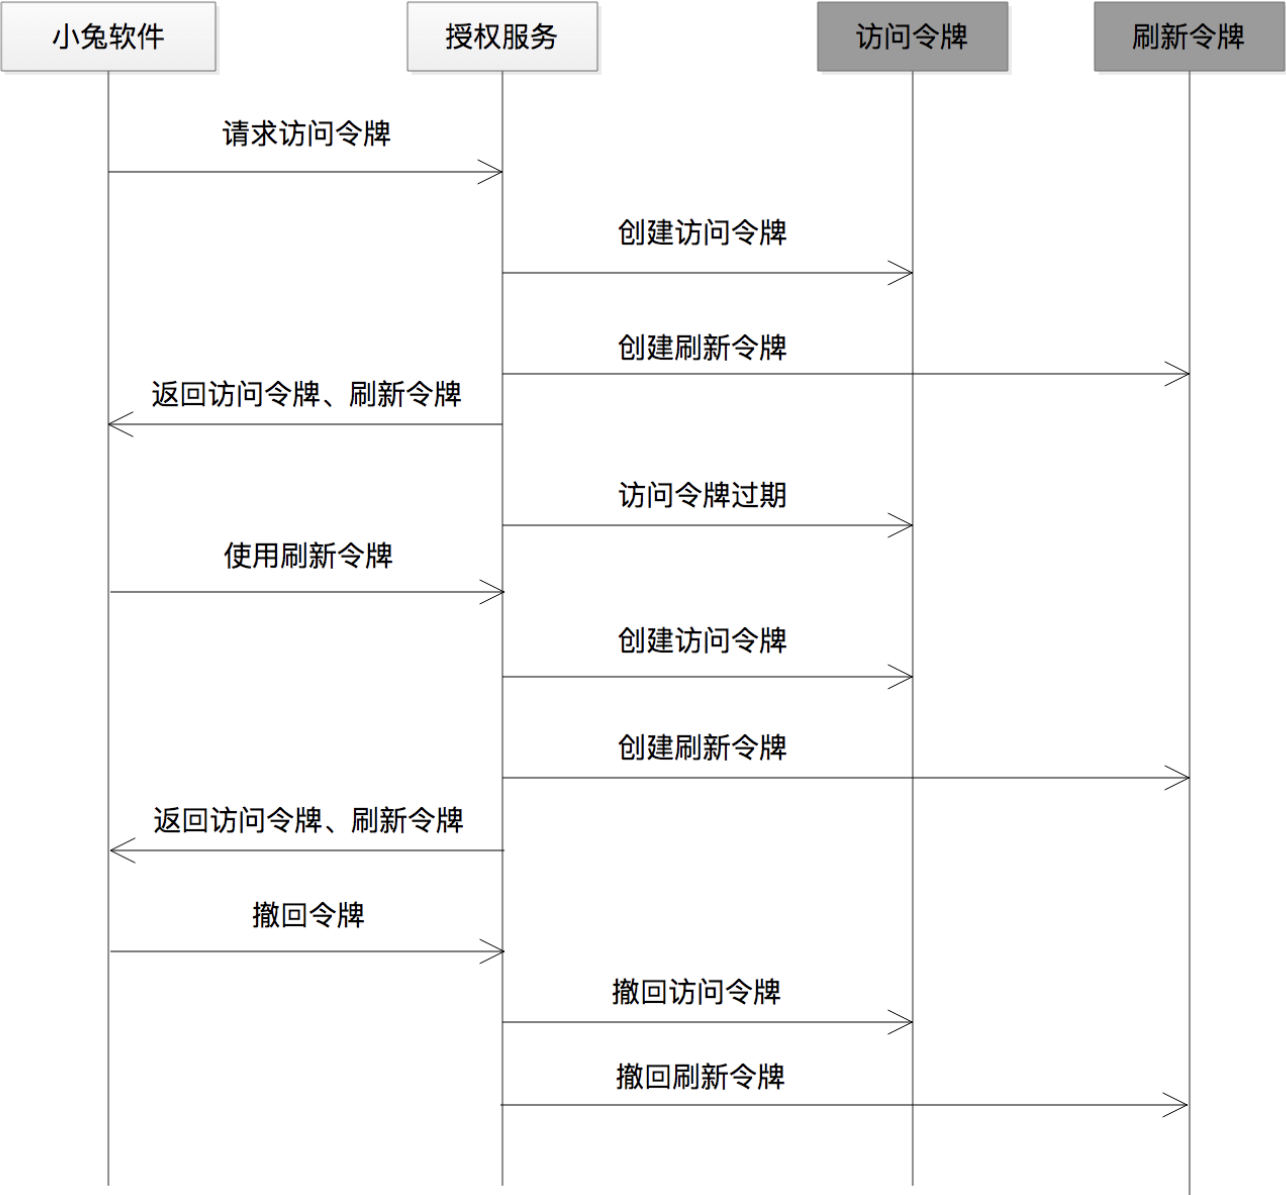 小兔软件
授权服务
访问令牌
刷新令牌
请求访问令牌
创建访问令牌
创建刷新令牌
返回访问令牌、刷新令牌
访问令牌过期
使用刷新令牌
创建访问令牌
创建刷新令牌
返回访问令牌、刷新令牌
撤回令牌
撤回访问令牌
撤回刷新令牌